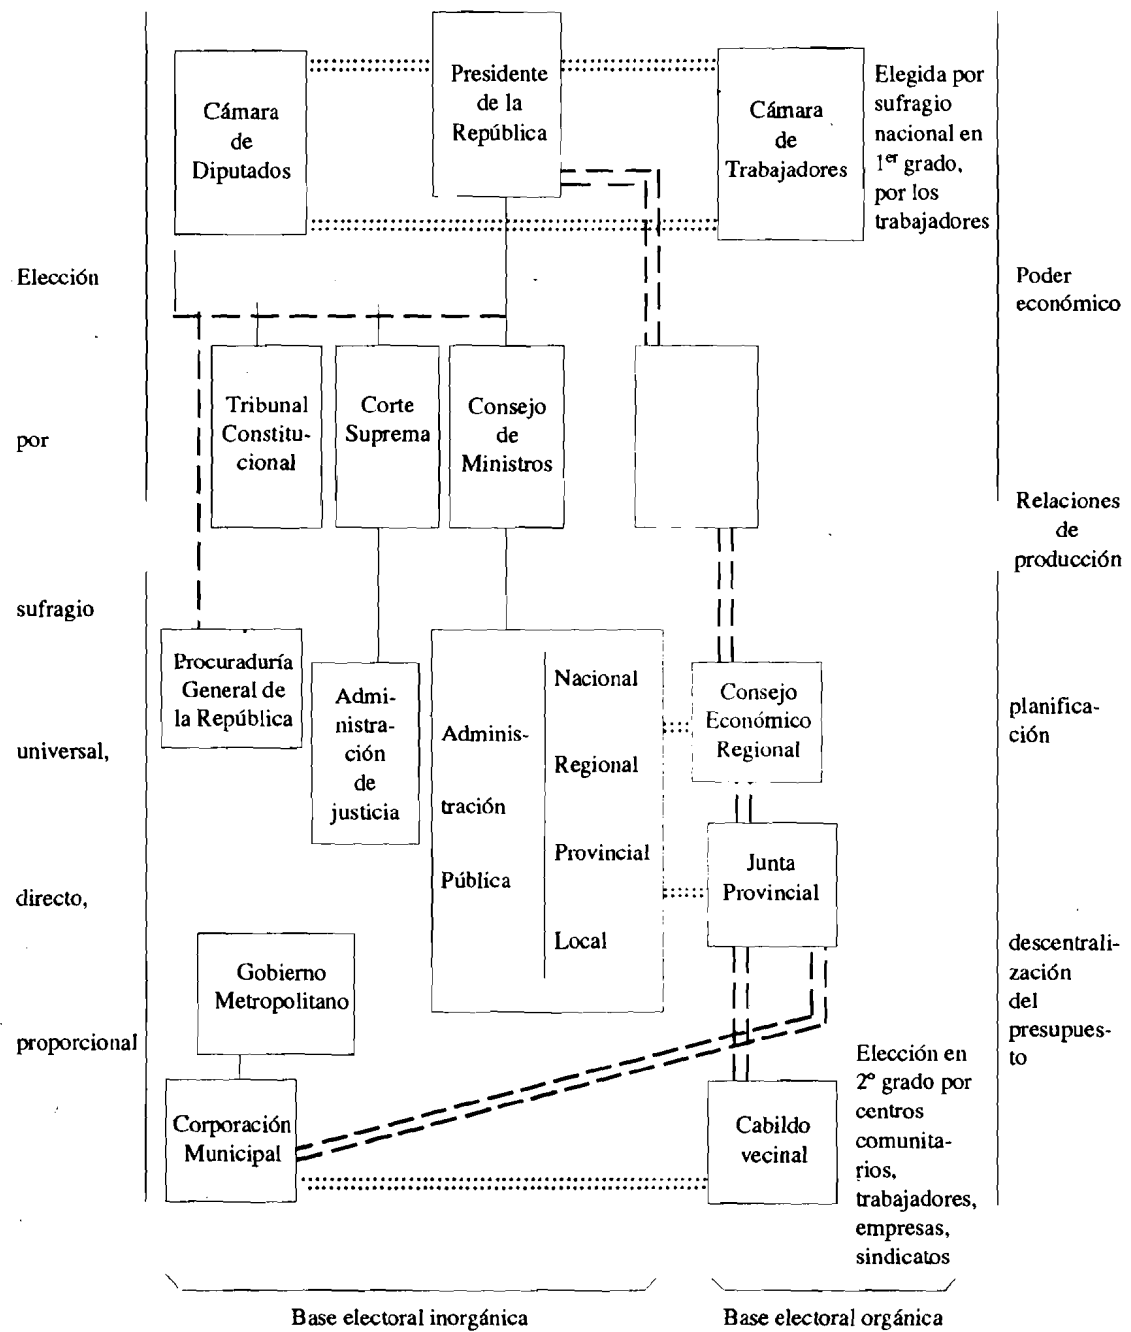 Presidente
de la
República
Cámara
de
Diputados
Cámara
de
Trabajadores
Elegida por
sufragio
nacional en
1er grado,
por los
trabajadores
Elección
por
sufragio
universal,
directo,
proporcional
Poder
económico
Relaciones
de
producción
planifica-
ción
descentrali-
zación
del
presupues-
to
Tribunal
Constitu-
cional
Corte
Suprema
Consejo
de
Ministros
Procuraduría
General de
la República
Admi-
nistra-
ción
de
justicia
Adminis-
tración
Pública
Nacional
Regional
Provincial
Local
Consejo
Económico
Regional
Junta
Provincial
Gobierno
Metropolitano
Corporación
Municipal
Cabildo
vecinal
Elección en
2º grado por
centros
comunita-
rios,
trabajadores,
empresas,
sindicatos
Base electoral inorgánica
Base electoral orgánica